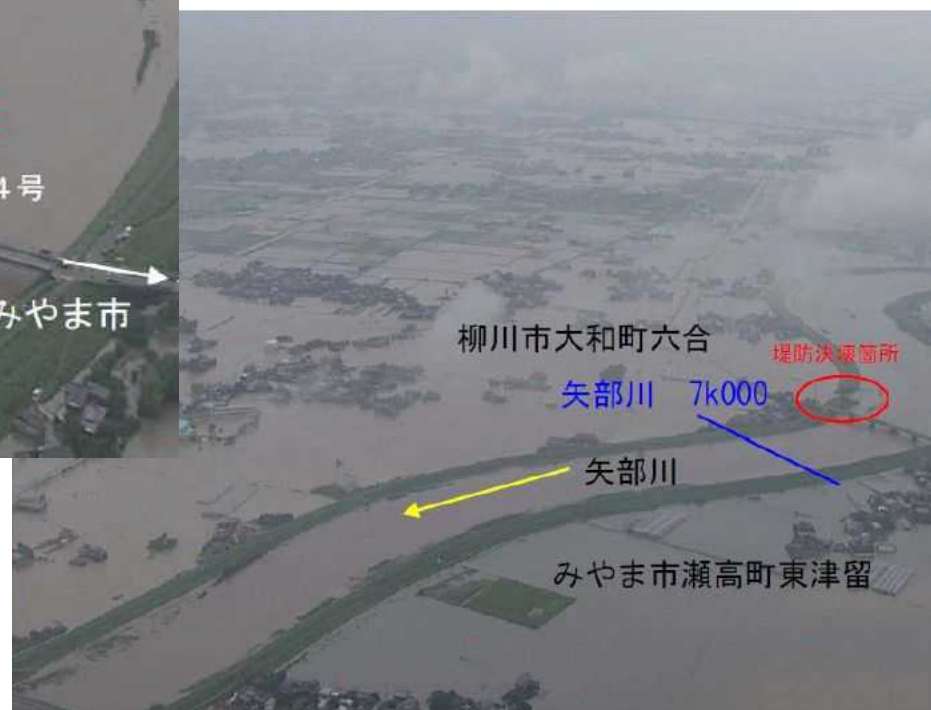 4号
みやま市
柳川市大和町六合
堤防決壊箇所
矢部川 7k000
矢部川
みやま市瀬高町東津留